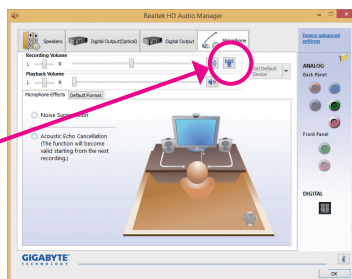 Realtek HD Audio Manager
Speakers
Digital Output(Optical)
Digital Output
Microphone
Device advanced
settings
Recording Volume
L
R
Set Default
Device
Playback Volume
L
R
ANALOG
Back Panel
Microphone Effects
Default Format
Noise Suppression
Acoustic Echo Cancellation
(The function will become
valid starting from the next
recording.)
Front Panel
DIGITAL
GIGABYTE
TECHNOLOGY
OK